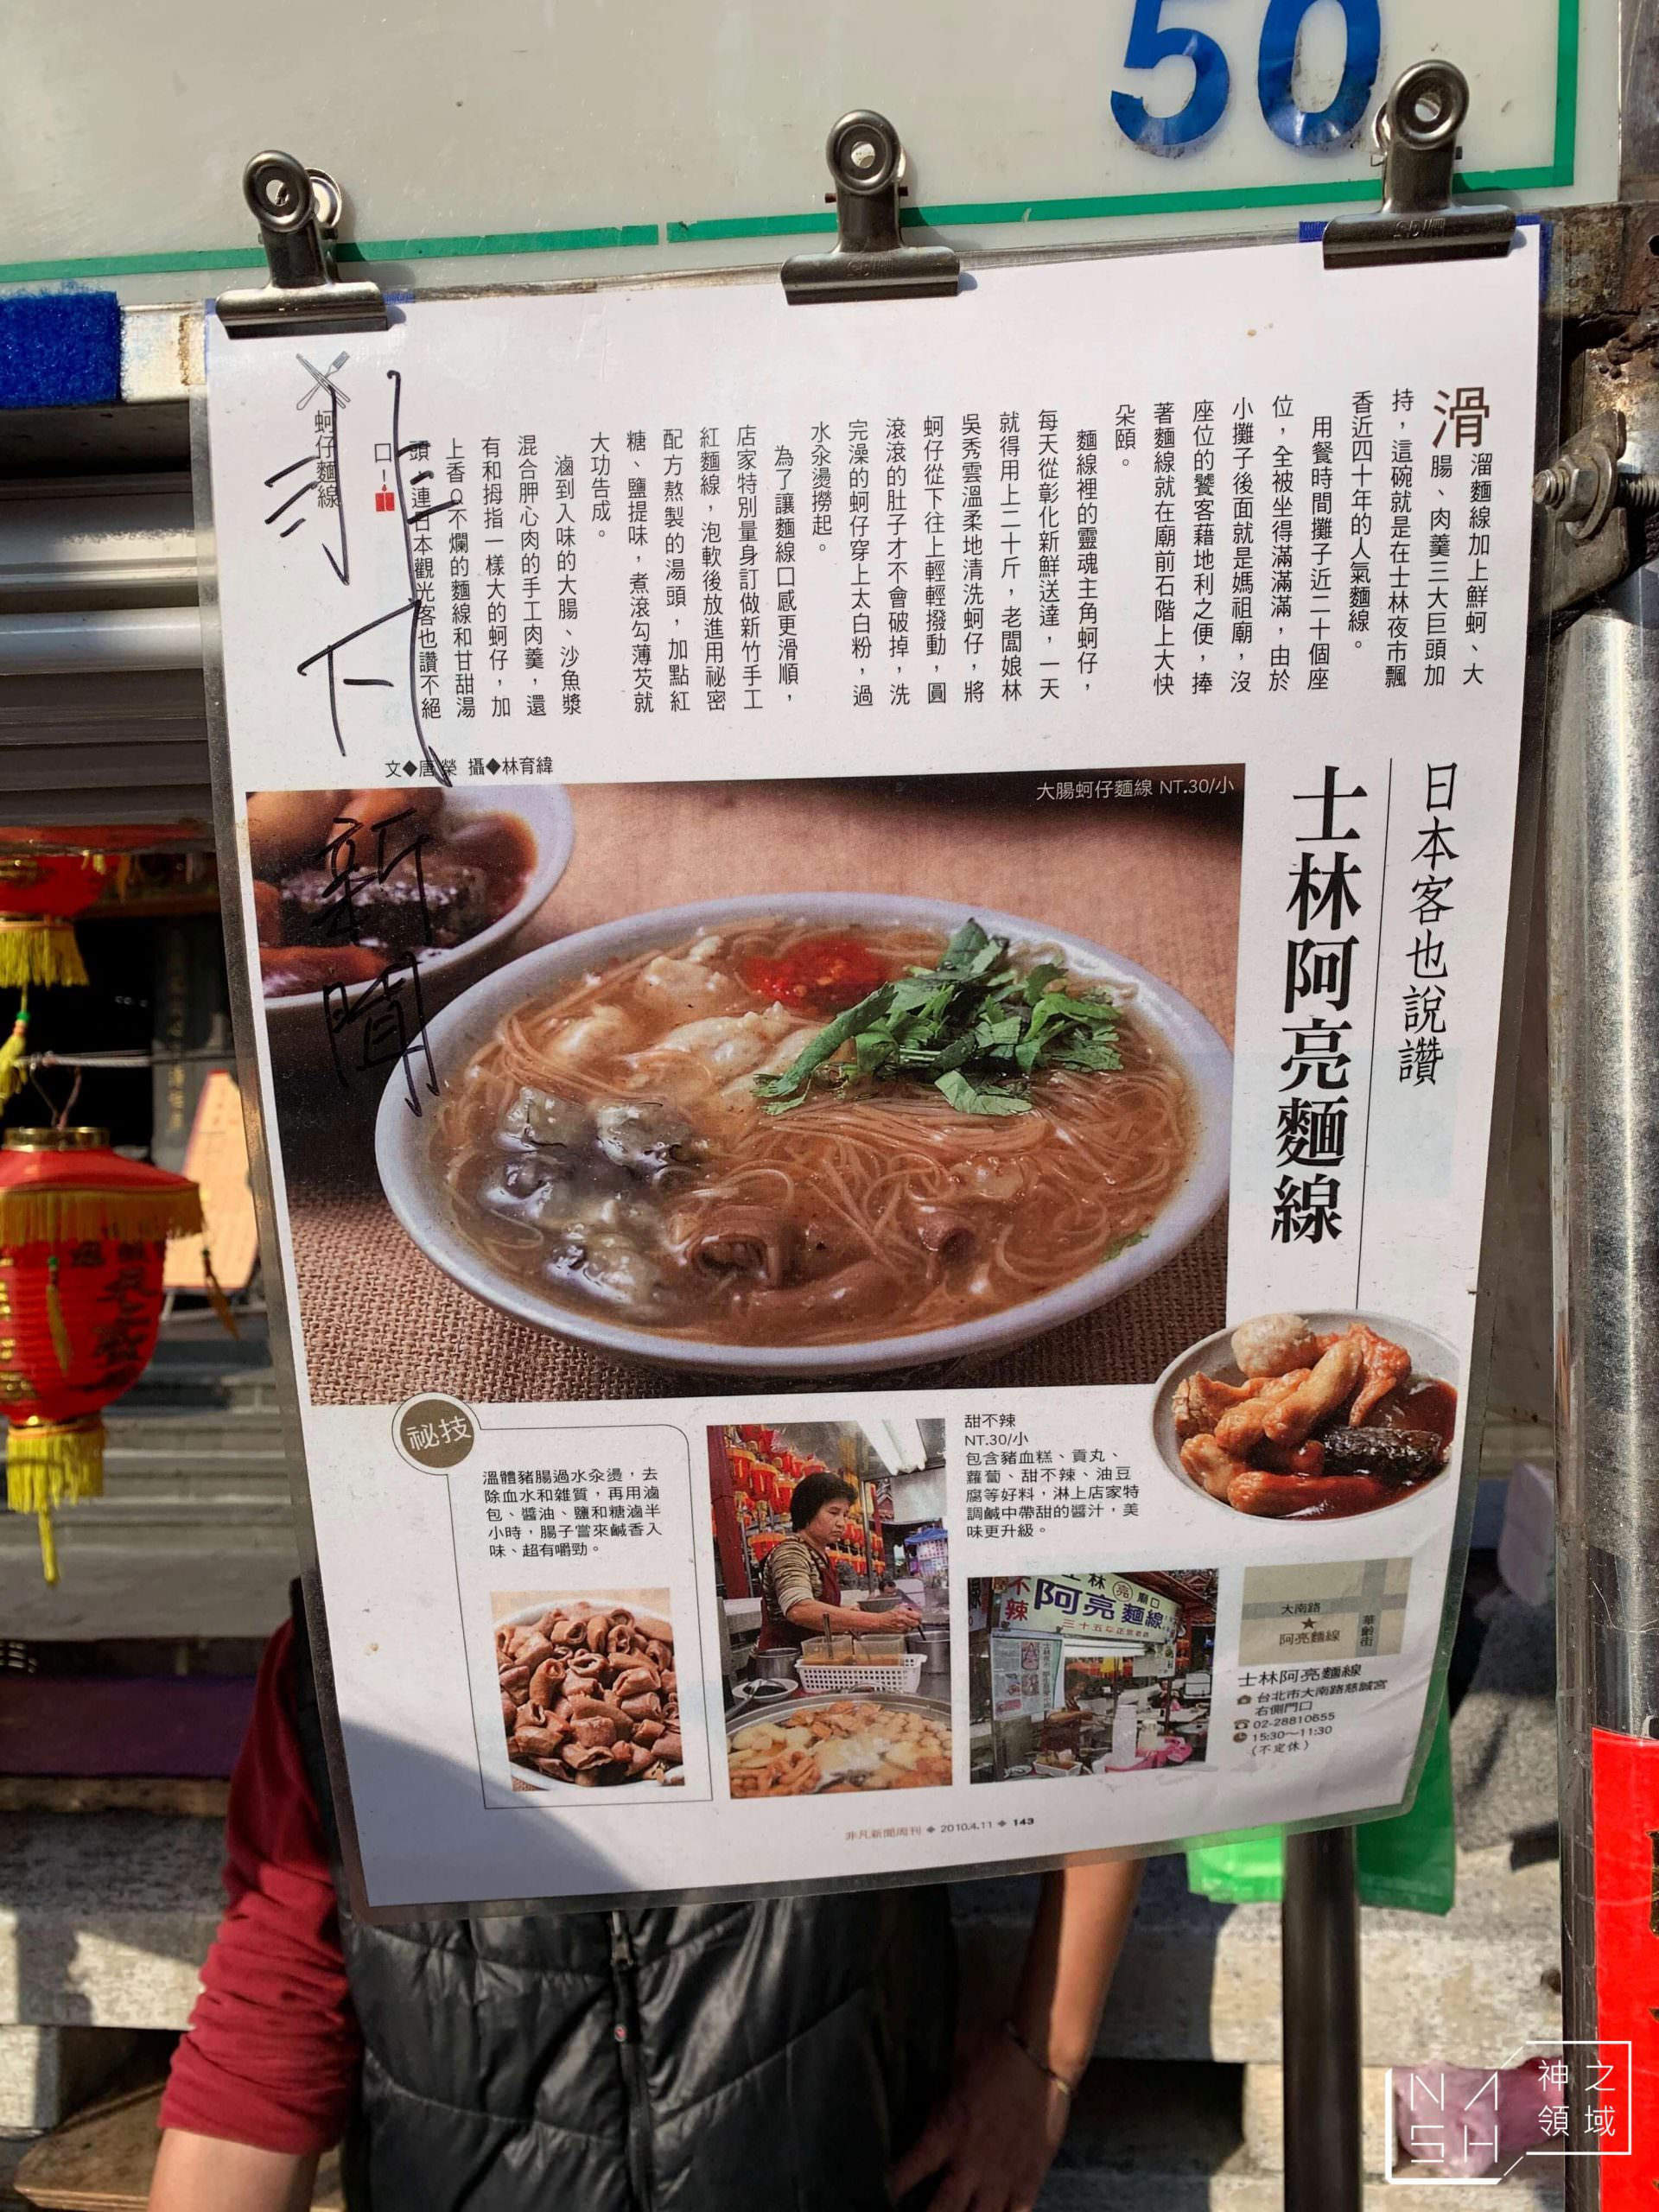 50
日本客也說讚
士林阿亮麵線
滑溜麵線加上鮮蚵、大
腸、肉羹三大巨頭加
持，這碗就是在士林夜市飄
香近四十年的人氣麵線。
用餐時間攤子近二十個座
位，全被坐得滿滿滿，由於
小攤子後面就是媽祖廟，沒
座位的饕客藉地利之便，捧
著麵線就在廟前石階上大快
朵頤。
麵線裡的靈魂主角蚵仔，
每天從彰化新鮮送達，一天
就得用上二十斤，老闆娘林
吳秀雲溫柔地清洗蚵仔，將
蚵仔從下往上輕輕撥動，圓
滾滾的肚子才不會破掉，洗
完澡的蚵仔穿上太白粉，過
水汆燙撈起。
為了讓麵線口感更滑順，
店家特別量身訂做新竹手工
紅麵線，泡軟後放進用祕密
配方熬製的湯頭，加點紅
糖、鹽提味，煮滾勾薄芡就
大功告成。
滷到入味的大腸、沙魚漿
混合胛心肉的手工肉羹，還
有和拇指一樣大的蚵仔，加
上香Q不爛的麵線和甘甜湯
頭，連日本觀光客也讚不絕
口！
蚵仔麵線
文◆唐榮 攝◆林育緯
非凡新聞
大腸蚵仔麵線 NT.30/小
祕技
溫體豬腸過水汆燙，去
除血水和雜質，再用滷
包、醬油、鹽和糖滷半
小時，腸子嘗來鹹香入
味、超有嚼勁。
甜不辣
NT.30/小
包含豬血糕、貢丸、
蘿蔔、甜不辣、油豆
腐等好料，淋上店家特
調鹹中帶甜的醬汁，美
味更升級。
不辣
士林亮廟口
阿亮麵線
大南路
華齡街
阿亮麵線
士林阿亮麵線
台北市大南路慈諴宮
右側門口
02-28810655
15:30～11:30
（不定休）
非凡新聞周刊 ◆ 2010.4.11 ◆ 143
NASH
神之領域